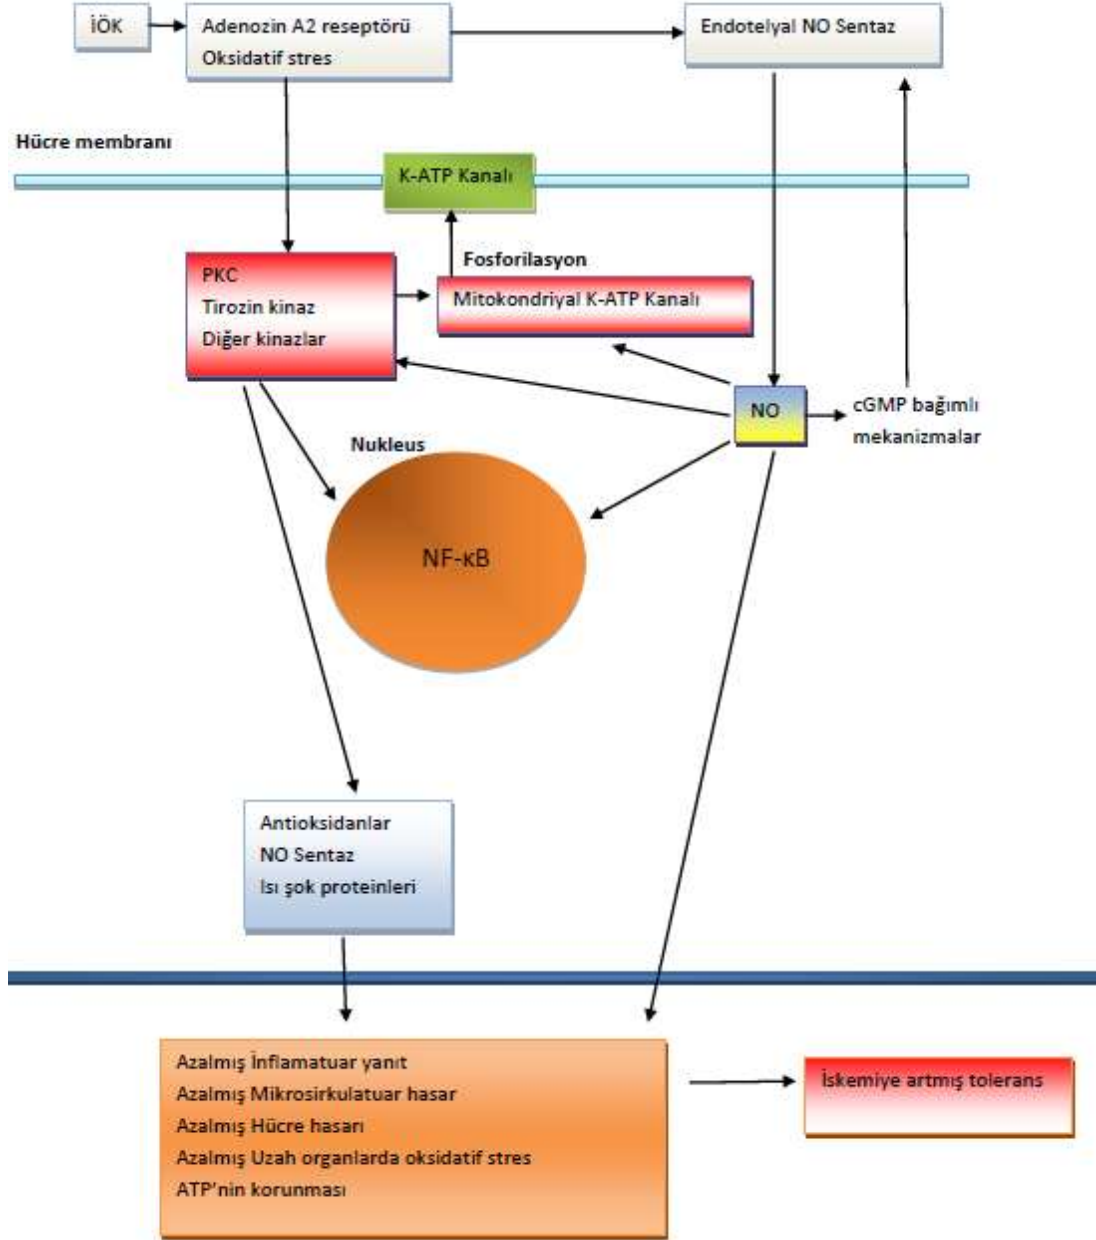 İÖK
Adenozin A2 reseptörü
Oksidatif stres
Endotelyal NO Sentaz
Hücre membranı
K-ATP Kanalı
Fosforilasyon
PKC
Tirozin kinaz
Diğer kinazlar
Mitokondriyal K-ATP Kanalı
NO
cGMP bağımlı
mekanizmalar
Nukleus
NF-κB
Antioksidanlar
NO Sentaz
Isı şok proteinleri
Azalmış İnflamatuar yanıt
Azalmış Mikrosirkulatuar hasar
Azalmış Hücre hasarı
Azalmış Uzah organlarda oksidatif stres
ATP'nin korunması
İskemiye artmış tolerans